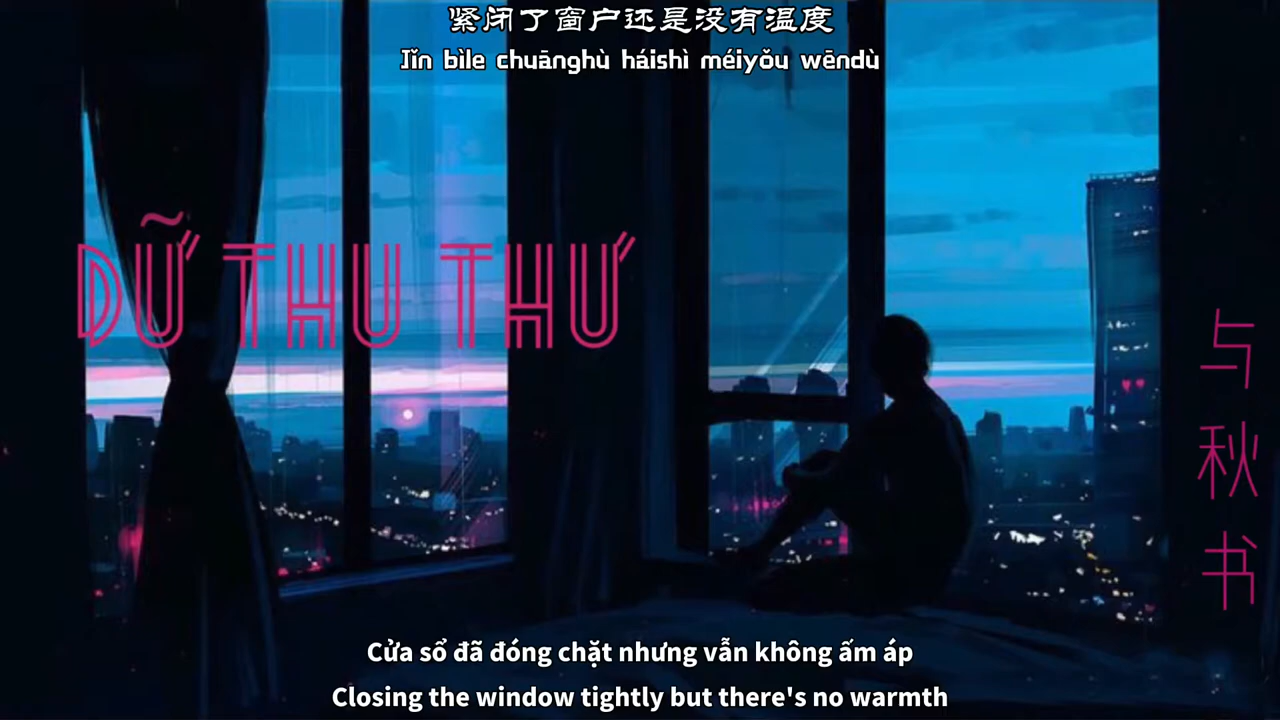 紧闭了窗户还是没有温度
Jǐn bìle chuānghù háishì méiyǒu wēndù
DỮ THU THƯ
与秋书
Cửa sổ đã đóng chặt nhưng vẫn không ấm áp
Closing the window tightly but there's no warmth